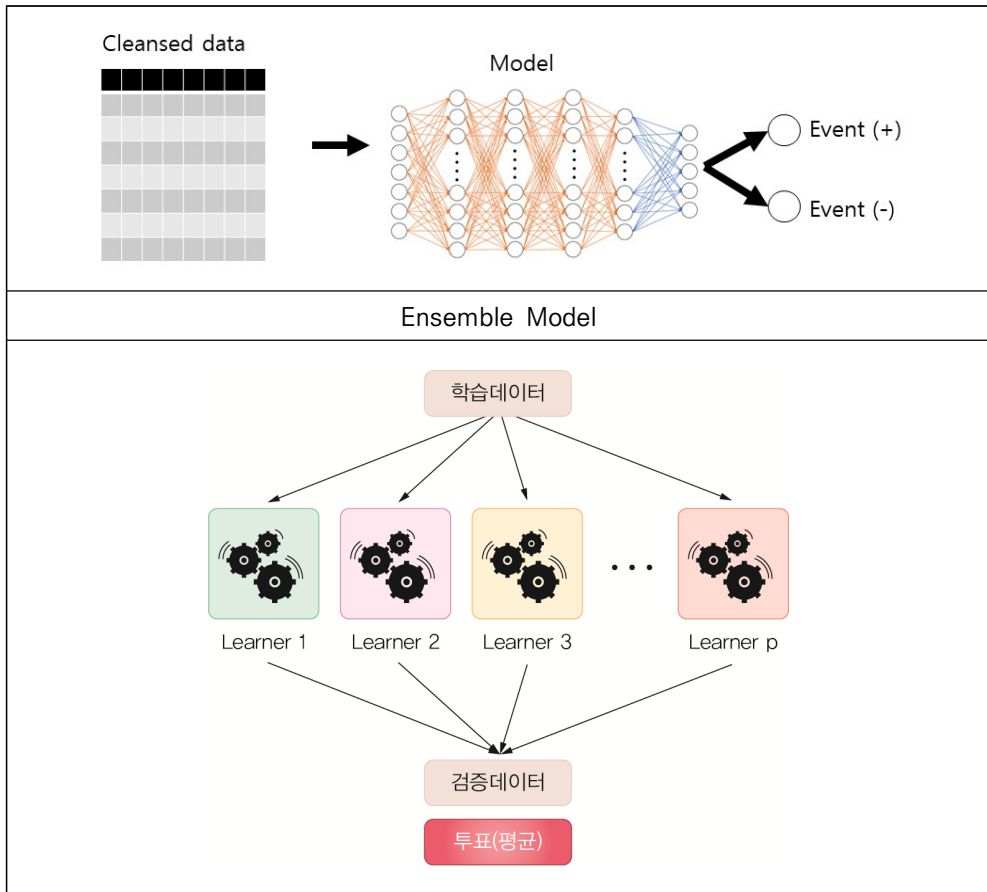 Cleansed data
Model
Event (+)
Event (-)
Ensemble Model
학습데이터
Learner 1
Learner 2
Learner 3
Learner p
검증데이터
투표(평균)